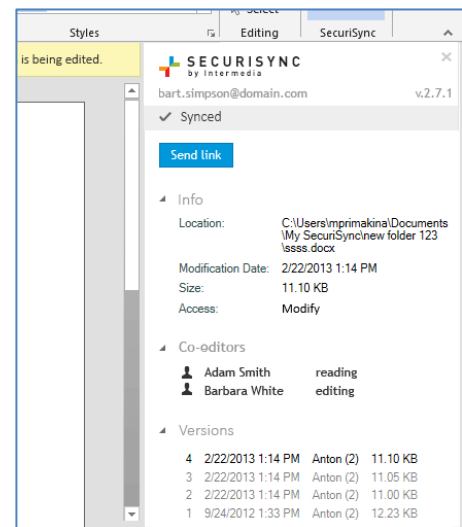 Select
Styles Editing SecuriSync
is being edited.
SECURISYNC
by Intermedia
bart.simpson@domain.com v.2.7.1
Synced
Send link
Info
Location: C:\Users\mprimakina\Documents
\My SecuriSync\new folder 123
\ssss.docx
Modification Date: 2/22/2013 1:14 PM
Size: 11.10 KB
Access: Modify
Co-editors
Adam Smith reading
Barbara White editing
Versions
4 2/22/2013 1:14 PM Anton (2) 11.10 KB
3 2/22/2013 1:14 PM Anton (2) 11.05 KB
2 2/22/2013 1:14 PM Anton (2) 11.00 KB
1 9/24/2012 1:33 PM Anton (2) 12.23 KB